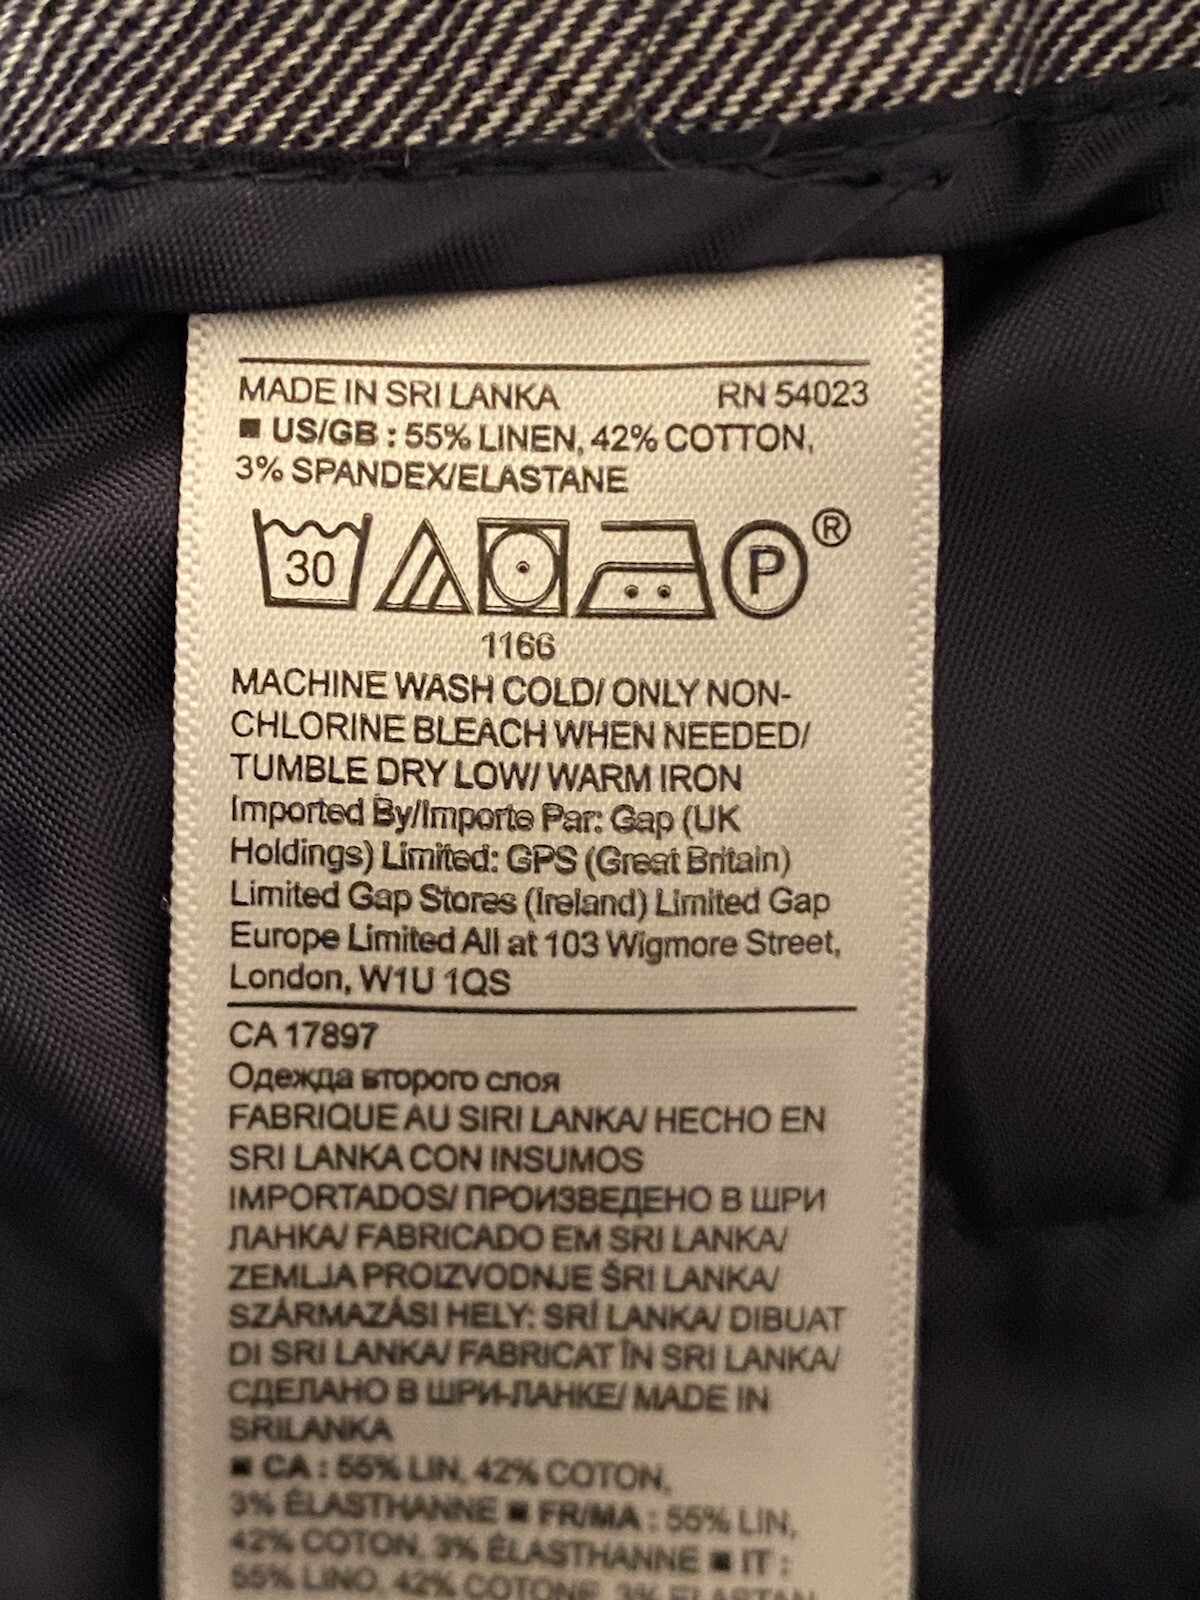 MADE IN SRI LANKA RN 54023
■ US/GB : 55% LINEN, 42% COTTON,
3% SPANDEX/ELASTANE
30 P ®
1166
MACHINE WASH COLD/ ONLY NON-
CHLORINE BLEACH WHEN NEEDED/
TUMBLE DRY LOW/ WARM IRON
Imported By/Importe Par: Gap (UK
Holdings) Limited: GPS (Great Britain)
Limited Gap Stores (Ireland) Limited Gap
Europe Limited All at 103 Wigmore Street,
London, W1U 1QS
CA 17897
Одежда второго слоя
FABRIQUE AU SIRI LANKA/ HECHO EN
SRI LANKA CON INSUMOS
IMPORTADOS/ ПРОИЗВЕДЕНО В ШРИ
ЛАНКА/ FABRICADO EM SRI LANKA/
ZEMLJA PROIZVODNJE ŠRI LANKA/
SZÁRMAZÁSI HELY: SRÍ LANKA/ DIBUAT
DI SRI LANKA/ FABRICAT ÎN SRI LANKA/
СДЕЛАНО В ШРИ-ЛАНКЕ/ MADE IN
SRILANKA
■ CA : 55% LIN, 42% COTON,
3% ÉLASTHANNE ■ FR/MA : 55% LIN,
42% COTON, 3% ÉLASTHANNE ■ IT :
55% LINO, 42% COTONE, 3% ELASTAN